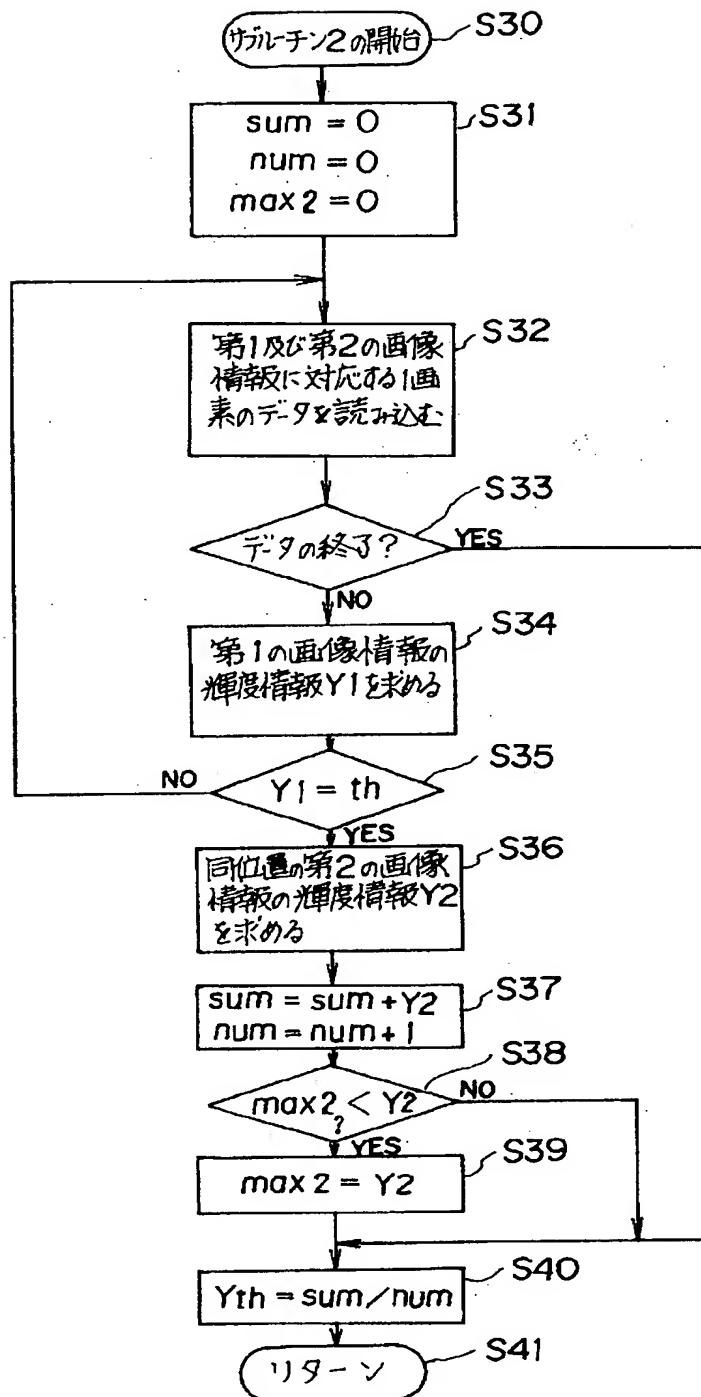 サブルーチン2の開始
S30
sum = 0
num = 0
max 2 = 0
S31
第1及び第2の画像
情報に対応する1画
素のデータを読み込む
S32
データの終了?
S33
YES
NO
第1の画像情報の
輝度情報Y1を求める
S34
Y1 = th
S35
NO
YES
同位置の第2の画像
情報の輝度情報Y2
を求める
S36
sum = sum + Y2
num = num + 1
S37
max 2 < Y2
?
S38
NO
YES
max 2 = Y2
S39
Yth = sum / num
S40
リターン
S41